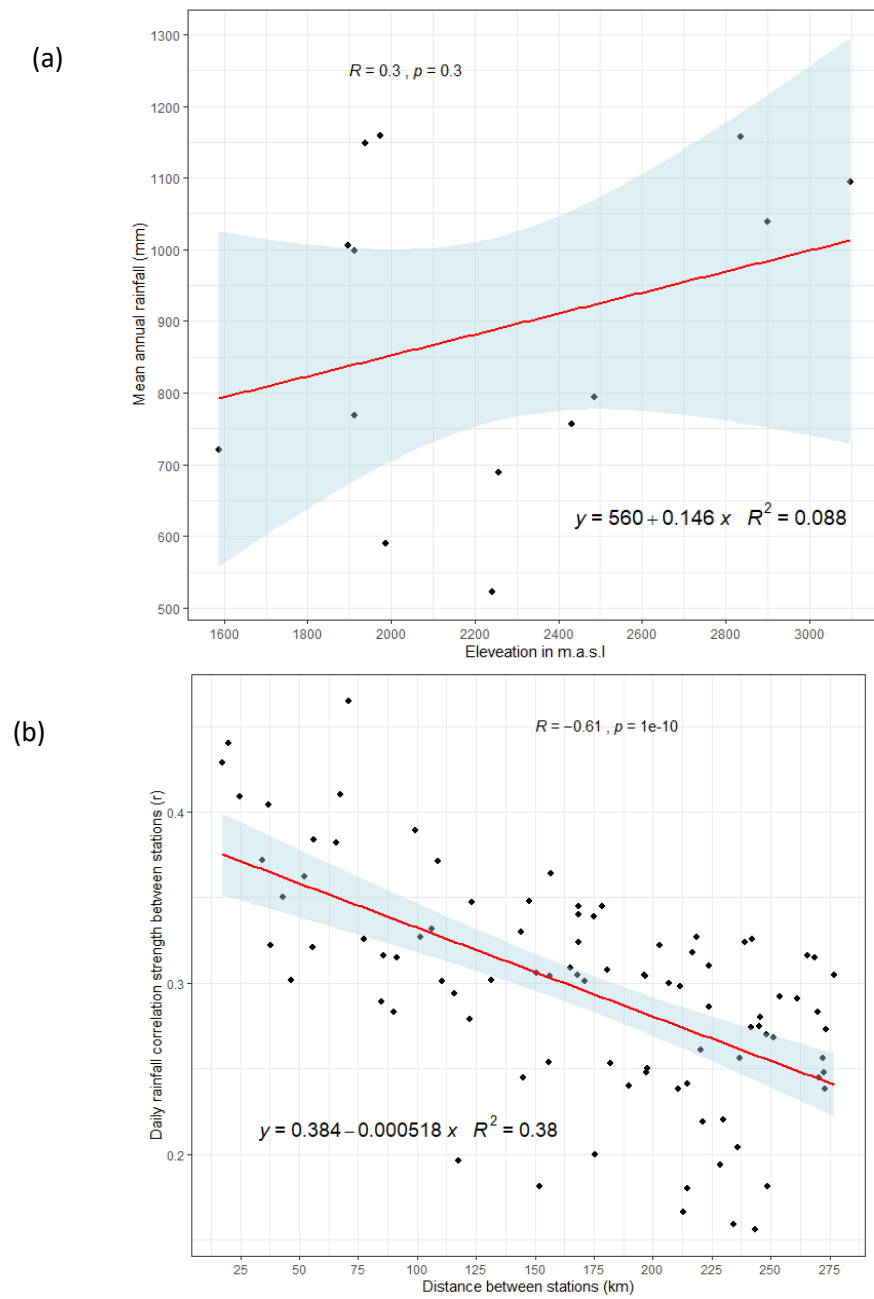 (a)
R = 0.3 , p = 0.3
1300
1200
1100
1000
900
800
700
600
500
Mean annual rainfall (mm)
y = 560 + 0.146 x R² = 0.088
1600 1800 2000 2200 2400 2600 2800 3000
Eleveation in m.a.s.l
(b)
R = −0.61 , p = 1e-10
0.4
0.3
0.2
Daily rainfall correlation strength between stations (r)
y = 0.384 − 0.000518 x R² = 0.38
25 50 75 100 125 150 175 200 225 250 275
Distance between stations (km)